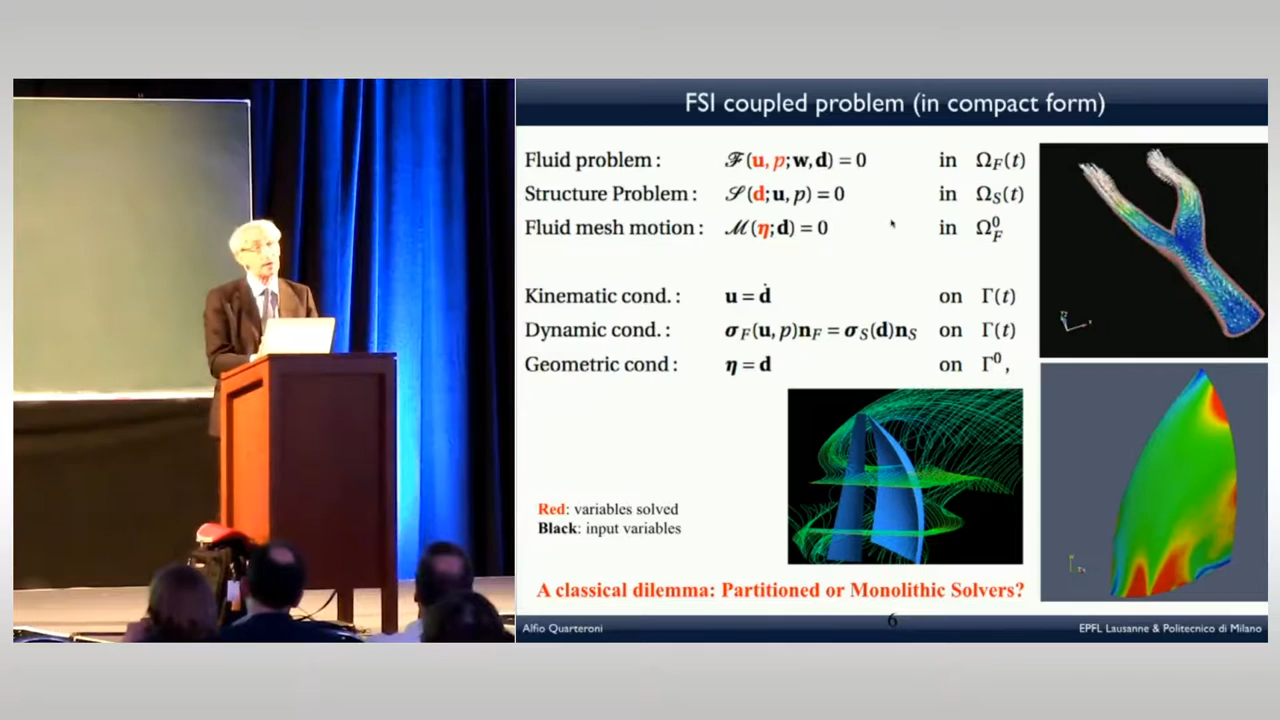 FSI coupled problem (in compact form)
Fluid problem : ℱ(u, p; w, d) = 0 in Ω_F(t)
Structure Problem : 𝒮(d; u, p) = 0 in Ω_S(t)
Fluid mesh motion : ℳ(η; d) = 0 in Ω_F^0
Kinematic cond. : u = ḋ on Γ(t)
Dynamic cond. : σ_F(u, p)n_F = σ_S(d)n_S on Γ(t)
Geometric cond : η = d on Γ^0 ,
Red: variables solved
Black: input variables
A classical dilemma: Partitioned or Monolithic Solvers?
Alfio Quarteroni 6 EPFL Lausanne & Politecnico di Milano